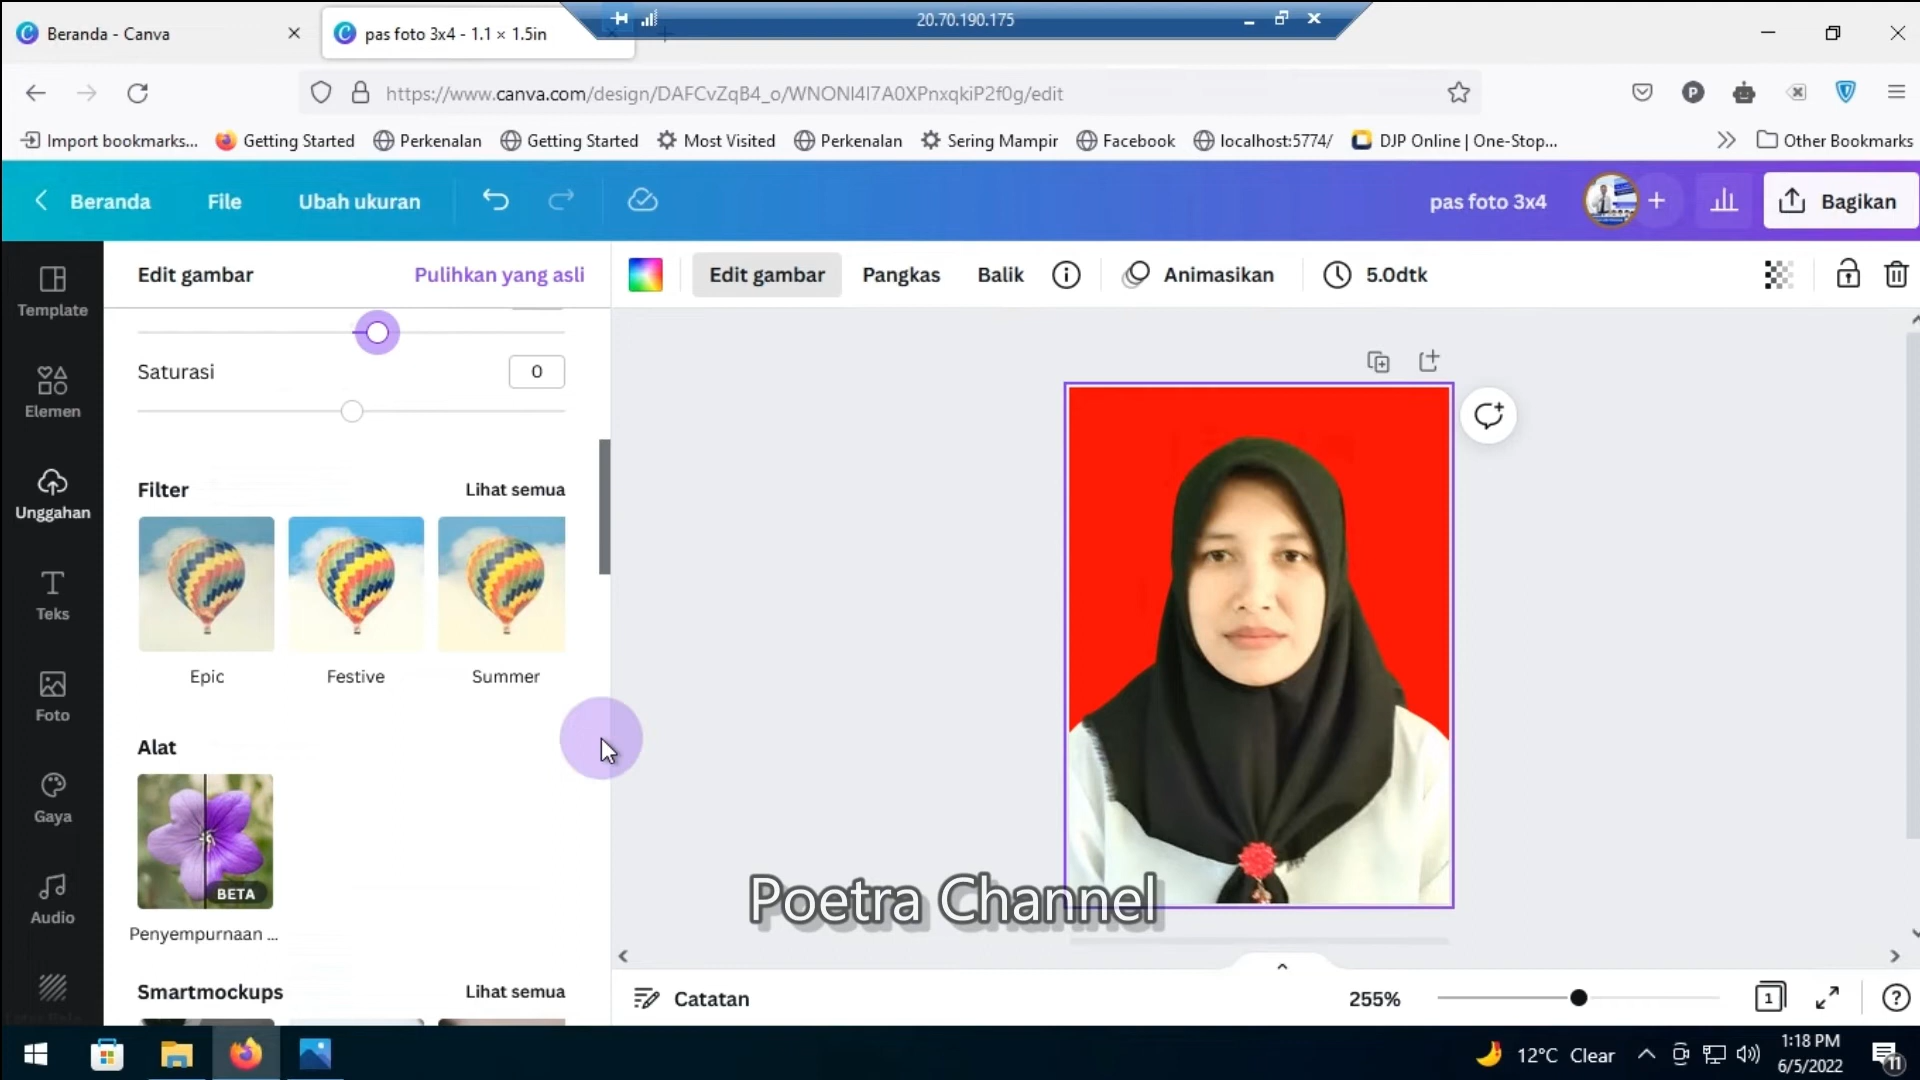 Beranda - Canva
pas foto 3x4 - 1.1 × 1.5in
20.70.190.175
https://www.canva.com/design/DAFCvZqB4_o/WNONI4I7A0XPnxqkiP2f0g/edit
Import bookmarks...
Getting Started
Perkenalan
Getting Started
Most Visited
Perkenalan
Sering Mampir
Facebook
localhost:5774/
DJP Online | One-Stop...
Other Bookmarks
Beranda
File
Ubah ukuran
pas foto 3x4
Bagikan
Template
Elemen
Unggahan
Teks
Foto
Gaya
Audio
Edit gambar
Pulihkan yang asli
Saturasi
0
Filter
Lihat semua
Epic
Festive
Summer
Alat
BETA
Penyempurnaan ...
Smartmockups
Lihat semua
Edit gambar
Pangkas
Balik
Animasikan
5.0dtk
Poetra Channel
Catatan
255%
1
12°C Clear
1:18 PM
6/5/2022
11